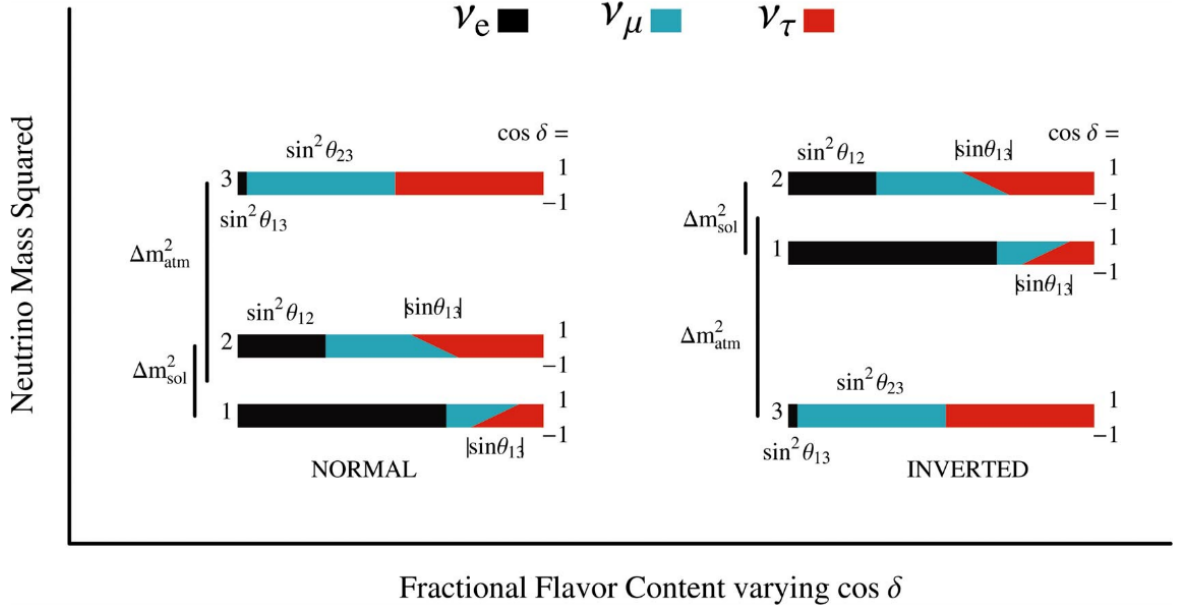 ν_e ν_μ ν_τ
Neutrino Mass Squared
cos δ =
sin²θ₂₃
3
1
−1
sin²θ₁₃
Δm²_atm
sin²θ₁₂
|sinθ₁₃|
2
1
−1
Δm²_sol
1
1
−1
|sinθ₁₃|
NORMAL
cos δ =
sin²θ₁₂
|sinθ₁₃|
2
1
−1
Δm²_sol
1
1
−1
|sinθ₁₃|
Δm²_atm
sin²θ₂₃
3
1
−1
sin²θ₁₃
INVERTED
Fractional Flavor Content varying cos δ